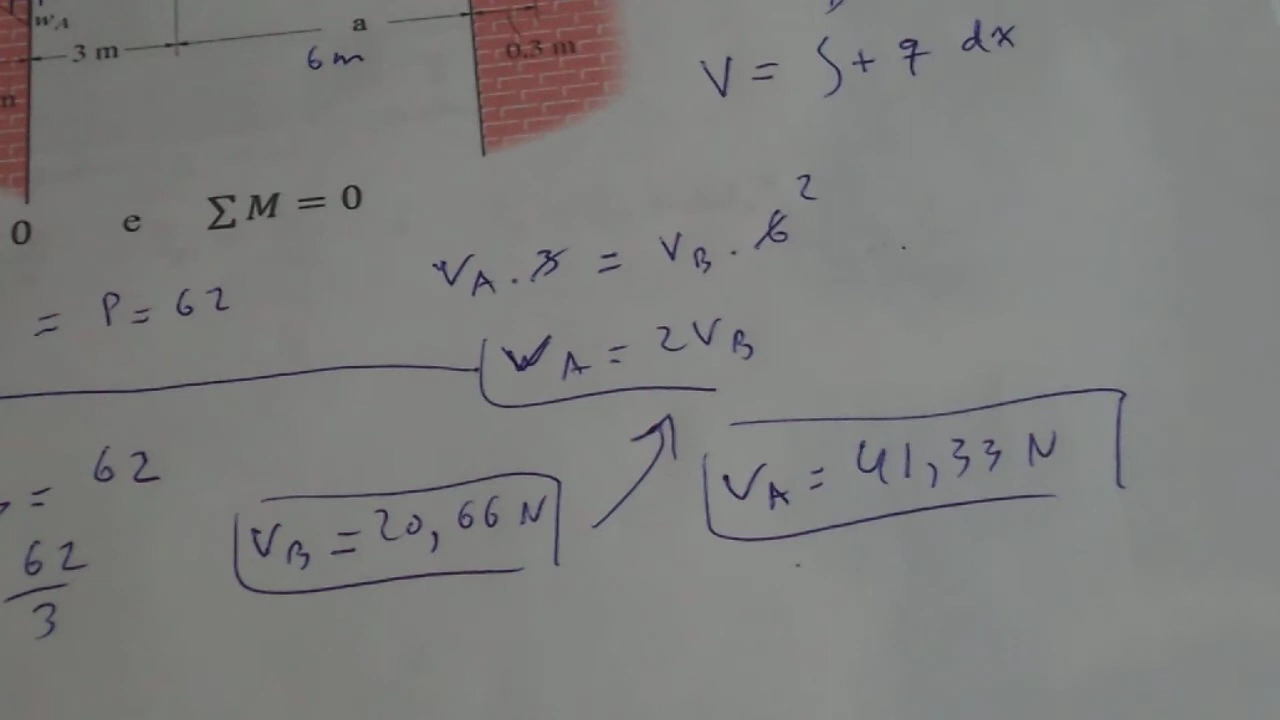 w_A
3 m
a
6 m
0.3 m
V = ∫ + q dx
0 e ∑M = 0
V_A . 3 = V_B . 6 2
= P = 62
V_A = 2V_B
= 62
62
3
V_B = 20,66 N
V_A = 41,33 N